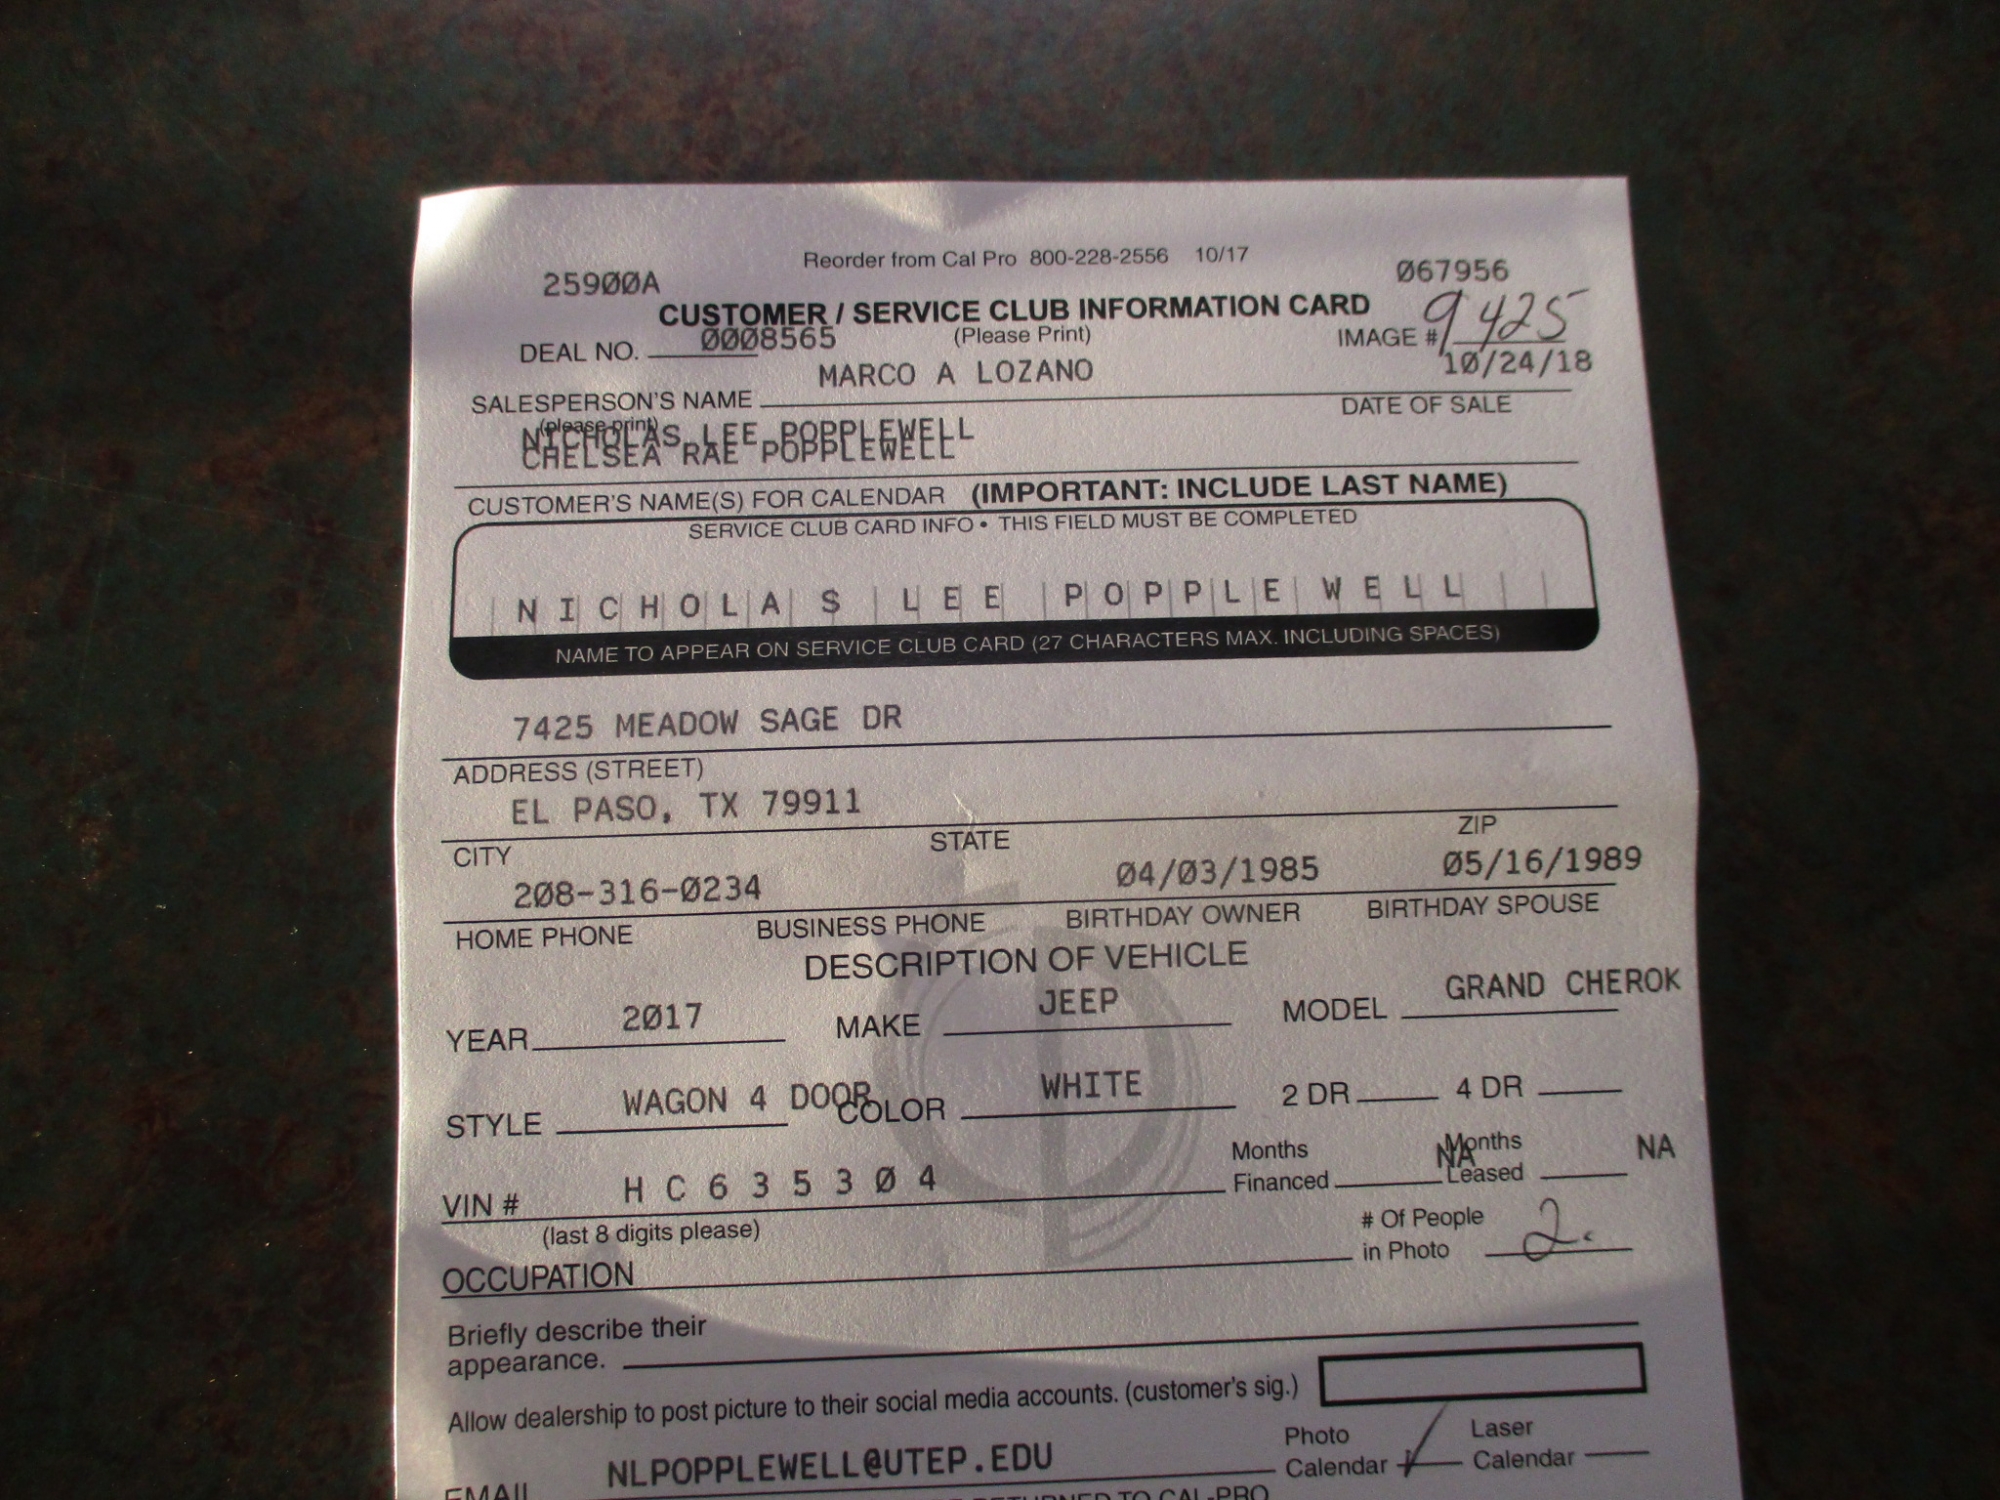 Reorder from Cal Pro 800-228-2556 10/17
25900A 067956
CUSTOMER / SERVICE CLUB INFORMATION CARD
DEAL NO. 0008565 (Please Print) IMAGE # 9425
MARCO A LOZANO 10/24/18
SALESPERSON'S NAME DATE OF SALE
(please print)
NICHOLAS LEE POPPLEWELL
CHELSEA RAE POPPLEWELL
CUSTOMER'S NAME(S) FOR CALENDAR (IMPORTANT: INCLUDE LAST NAME)
SERVICE CLUB CARD INFO • THIS FIELD MUST BE COMPLETED
NICHOLAS LEE POPPLEWELL
NAME TO APPEAR ON SERVICE CLUB CARD (27 CHARACTERS MAX. INCLUDING SPACES)
7425 MEADOW SAGE DR
ADDRESS (STREET)
EL PASO, TX 79911
CITY STATE ZIP
208-316-0234 04/03/1985 05/16/1989
HOME PHONE BUSINESS PHONE BIRTHDAY OWNER BIRTHDAY SPOUSE
DESCRIPTION OF VEHICLE
YEAR 2017 MAKE JEEP MODEL GRAND CHEROK
STYLE WAGON 4 DOOR COLOR WHITE 2 DR 4 DR
VIN # H C 6 3 5 3 0 4 Months Financed NA Months Leased NA
(last 8 digits please)
OCCUPATION # Of People in Photo 2.
Briefly describe their
appearance.
Allow dealership to post picture to their social media accounts. (customer's sig.)
EMAIL NLPOPPLEWELL@UTEP.EDU Photo Calendar Laser Calendar
RETURNED TO CAL-PRO